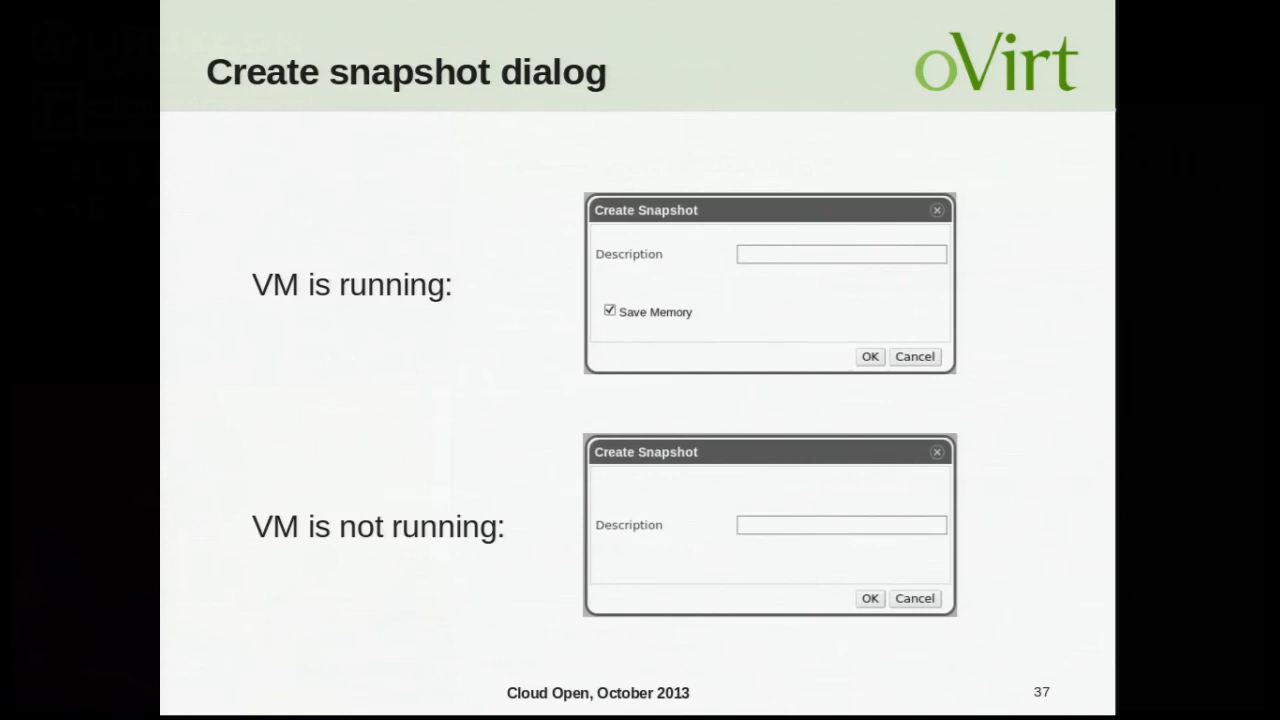 Create snapshot dialog
oVirt
VM is running:
Create Snapshot
Description
Save Memory
OK Cancel
VM is not running:
Create Snapshot
Description
OK Cancel
Cloud Open, October 2013
37